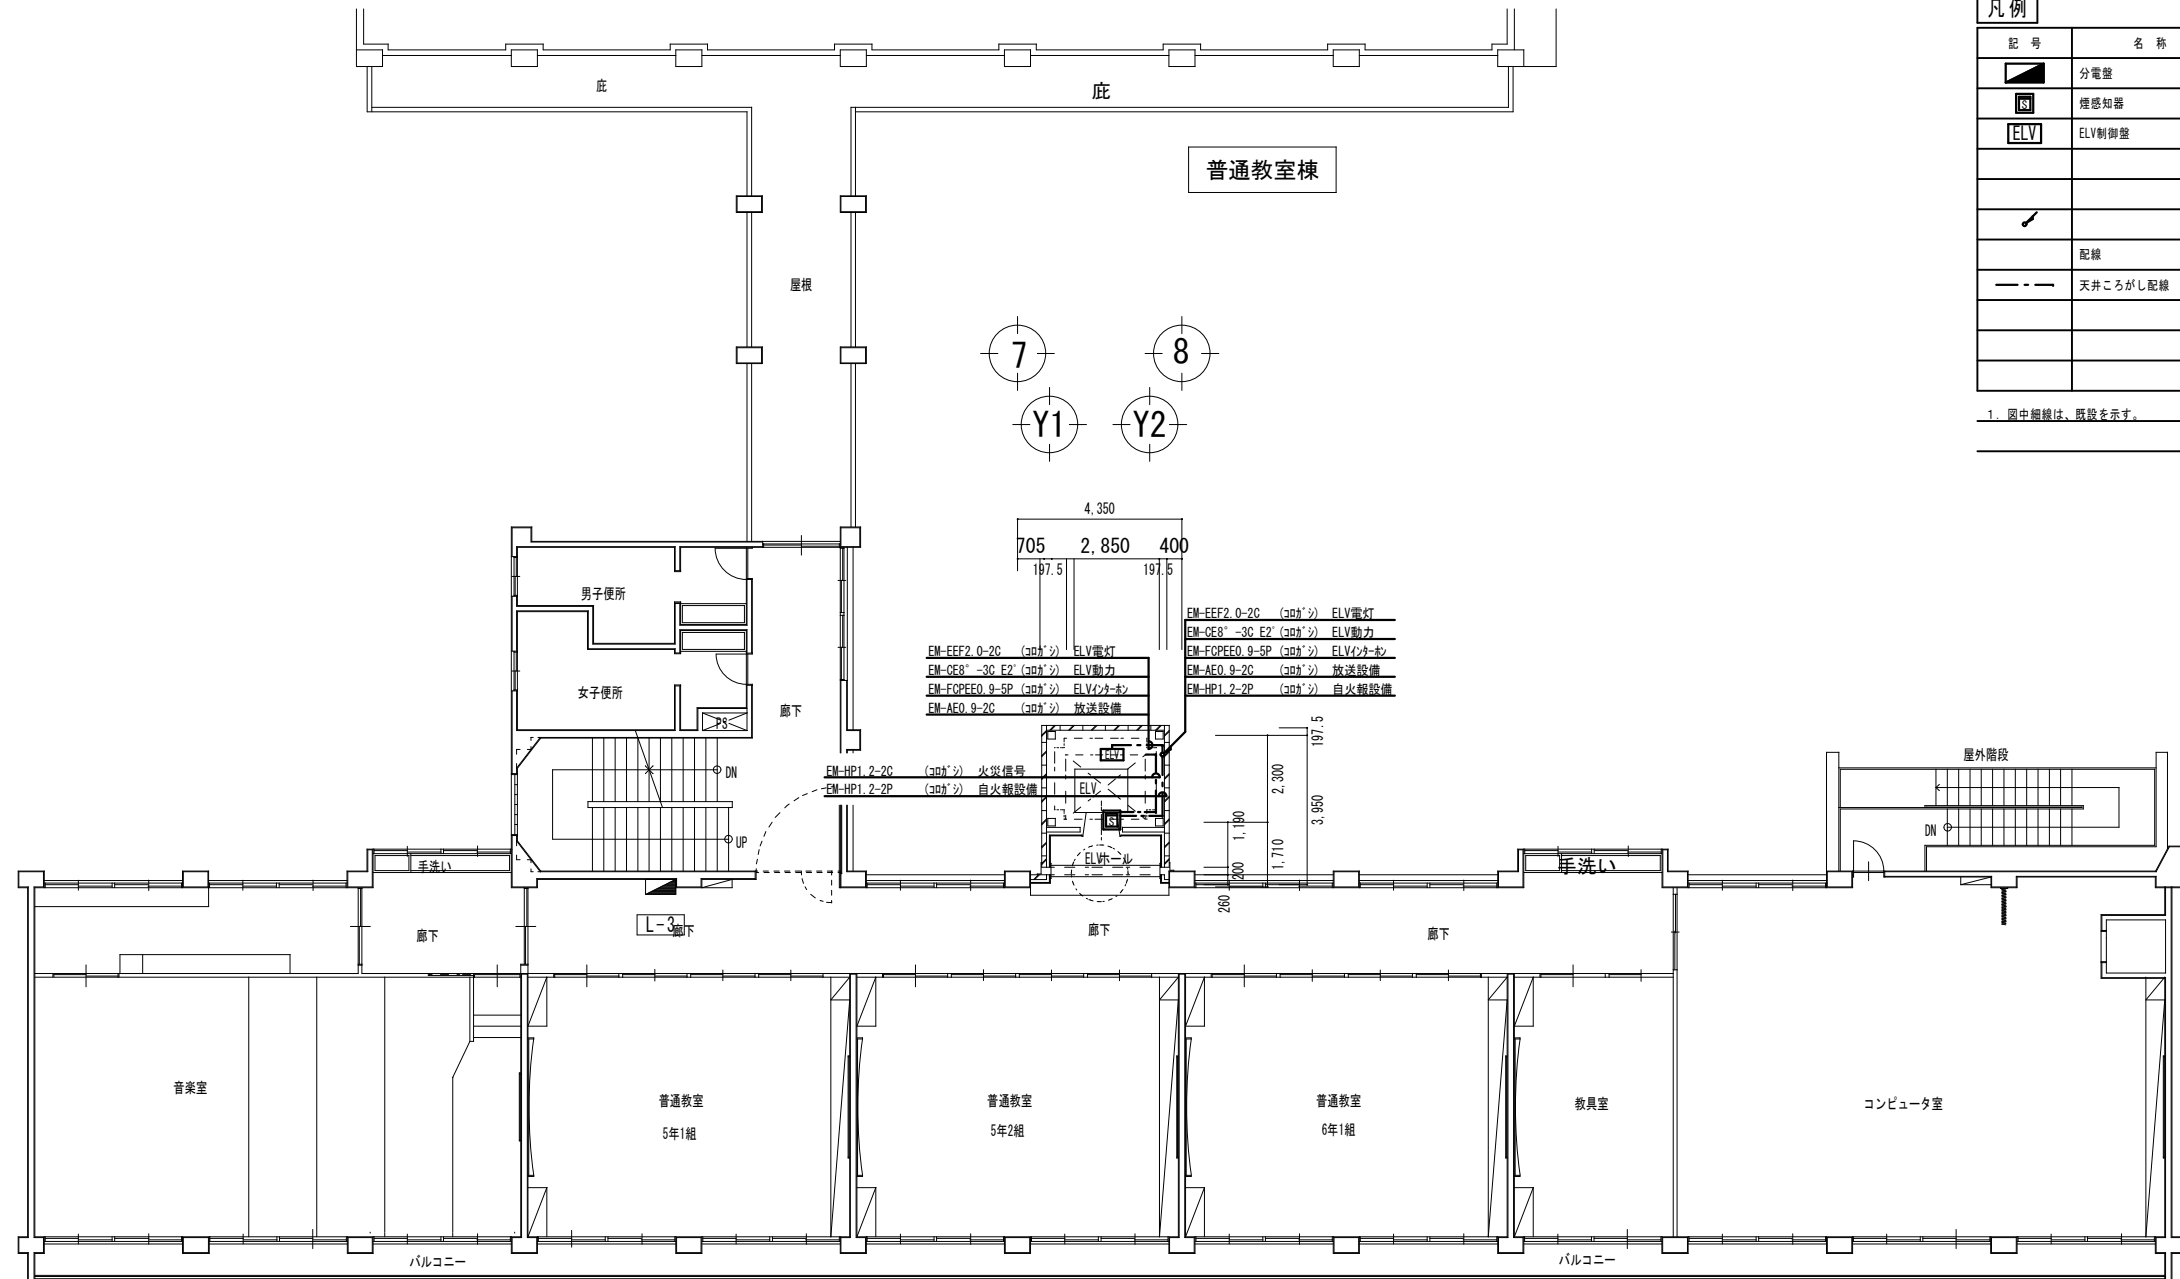 凡例
記 号 名 称
分電盤
S 煙感知器
ELV ELV制御盤
配線
天井ころがし配線
1. 図中細線は、既設を示す。
庇
庇
普通教室棟
屋根
7
8
Y1
Y2
4,350
705 2,850 400
197.5 197.5
男子便所
女子便所
PS
廊下
DN
UP
EM-EEF2.0-2C (コロガシ) ELV電灯
EM-CE8°-3C E2°(コロガシ) ELV動力
EM-FCPEE0.9-5P (コロガシ) ELVインターホン
EM-AE0.9-2C (コロガシ) 放送設備
EM-HP1.2-2P (コロガシ) 自火報設備
EM-EEF2.0-2C (コロガシ) ELV電灯
EM-CE8°-3C E2°(コロガシ) ELV動力
EM-FCPEE0.9-5P (コロガシ) ELVインターホン
EM-AE0.9-2C (コロガシ) 放送設備
EM-HP1.2-2C (コロガシ) 火災信号
EM-HP1.2-2P (コロガシ) 自火報設備
ELV
ELV
S
ELVホール
197.5
2,300
3,950
1,190
1,710
200
260
屋外階段
DN
手洗い
手洗い
L-3
廊下
廊下
廊下
廊下
音楽室
普通教室
5年1組
普通教室
5年2組
普通教室
6年1組
教具室
コンピュータ室
バルコニー
バルコニー